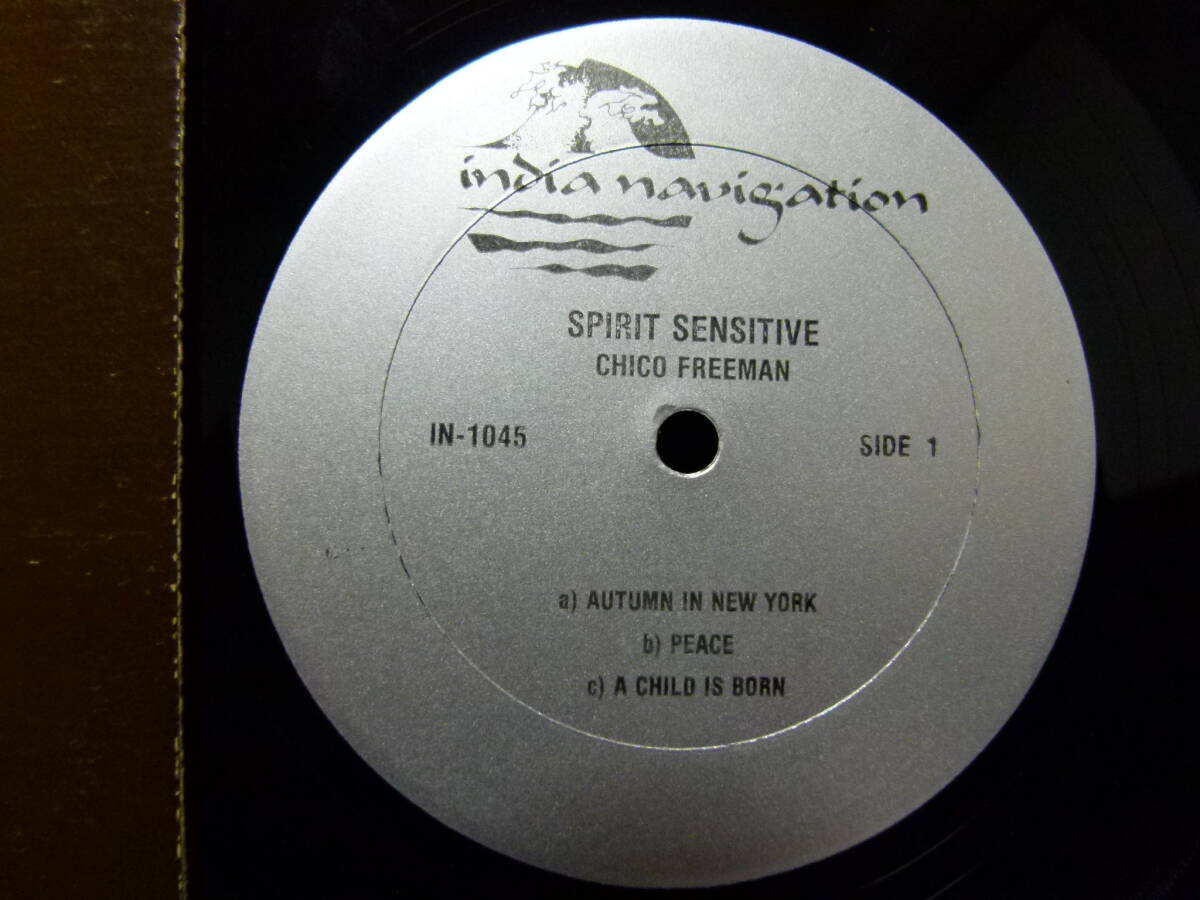 india navigation
SPIRIT SENSITIVE
CHICO FREEMAN
IN-1045
SIDE 1
a) AUTUMN IN NEW YORK
b) PEACE
c) A CHILD IS BORN